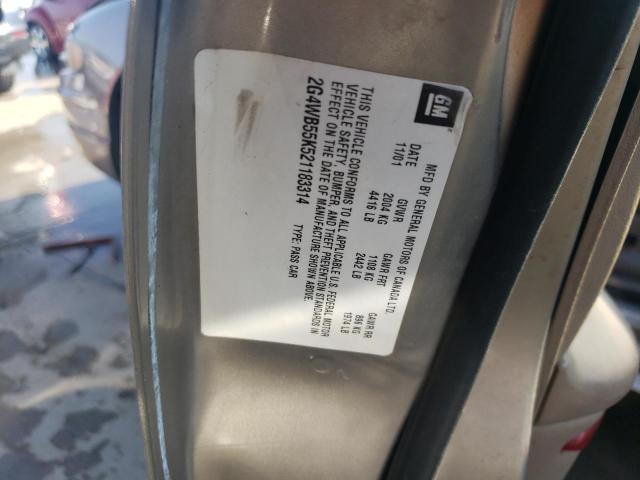 GM
MFD BY GENERAL MOTORS OF CANADA LTD.
DATE GVWR GAWR FRT GAWR RR
11/01 2004 KG 1108 KG 896 KG
4416 LB 2442 LB 1974 LB
THIS VEHICLE CONFORMS TO ALL APPLICABLE U.S. FEDERAL MOTOR
VEHICLE SAFETY, BUMPER, AND THEFT PREVENTION STANDARDS IN
EFFECT ON THE DATE OF MANUFACTURE SHOWN ABOVE.
2G4WB55K521183314 TYPE: PASS CAR